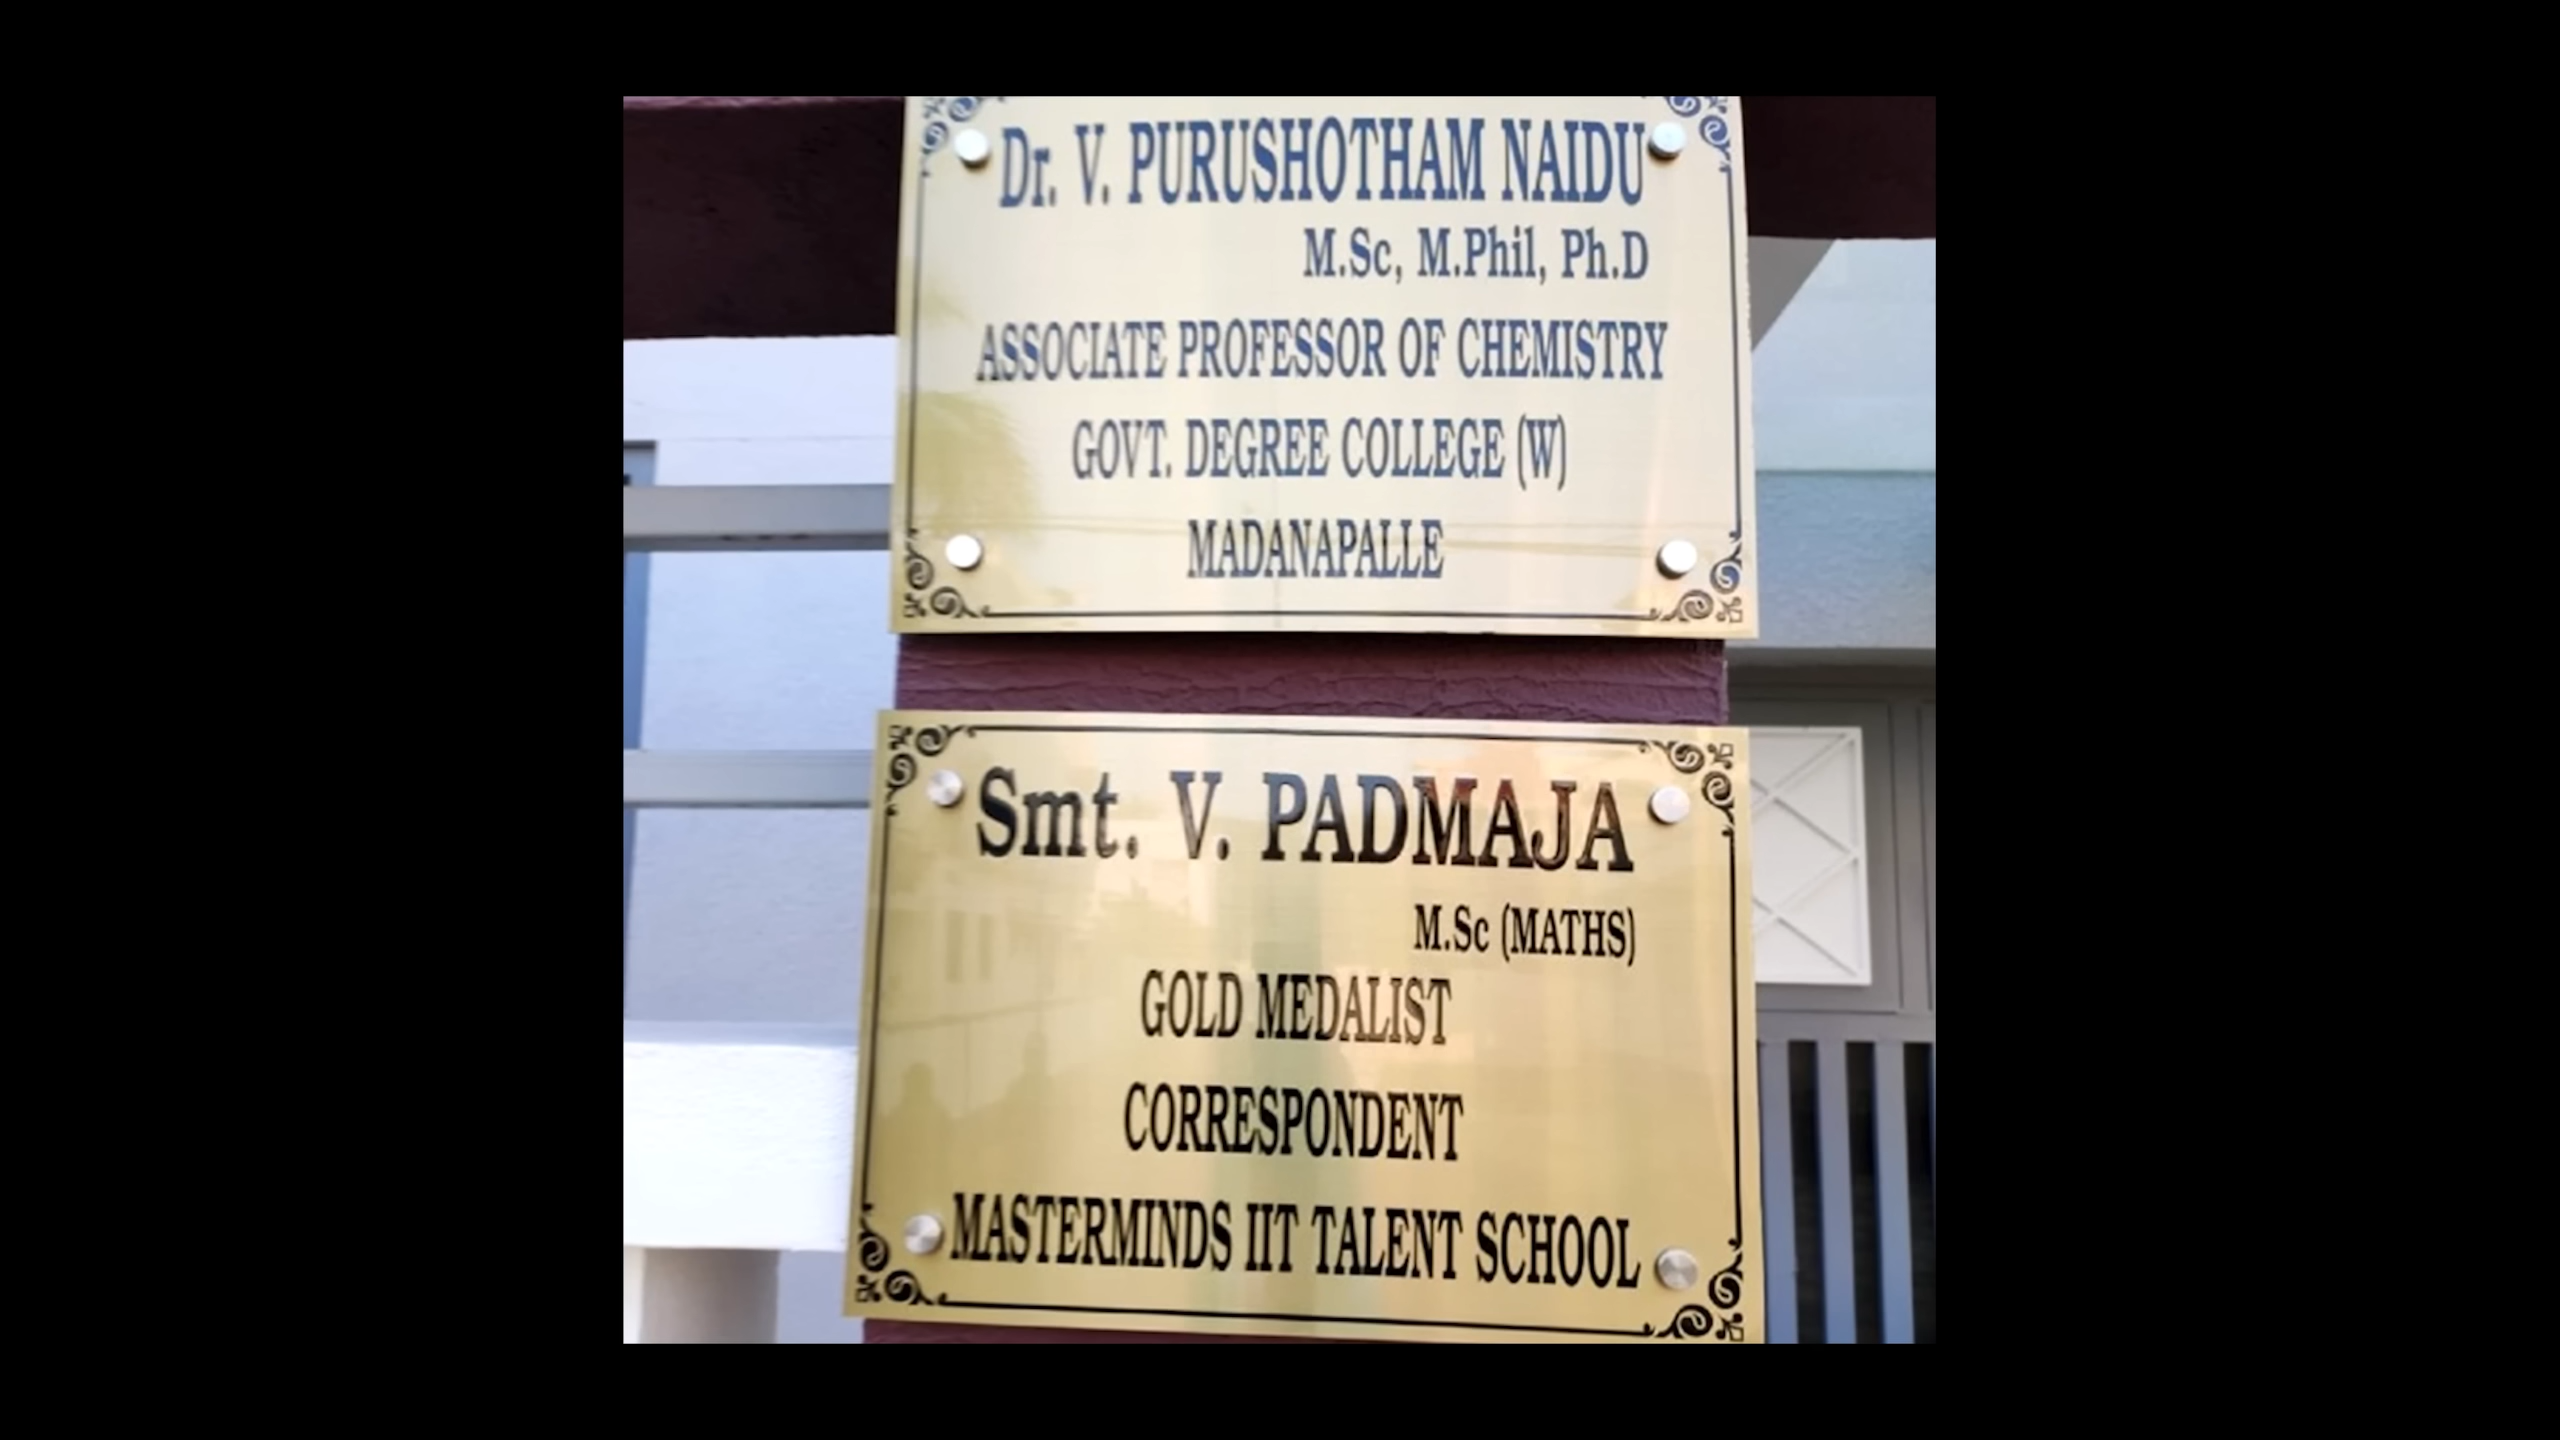 Dr. V. PURUSHOTHAM NAIDU
M.Sc, M.Phil, Ph.D
ASSOCIATE PROFESSOR OF CHEMISTRY
GOVT. DEGREE COLLEGE (W)
MADANAPALLE
Smt. V. PADMAJA
M.Sc (MATHS)
GOLD MEDALIST
CORRESPONDENT
MASTERMINDS IIT TALENT SCHOOL